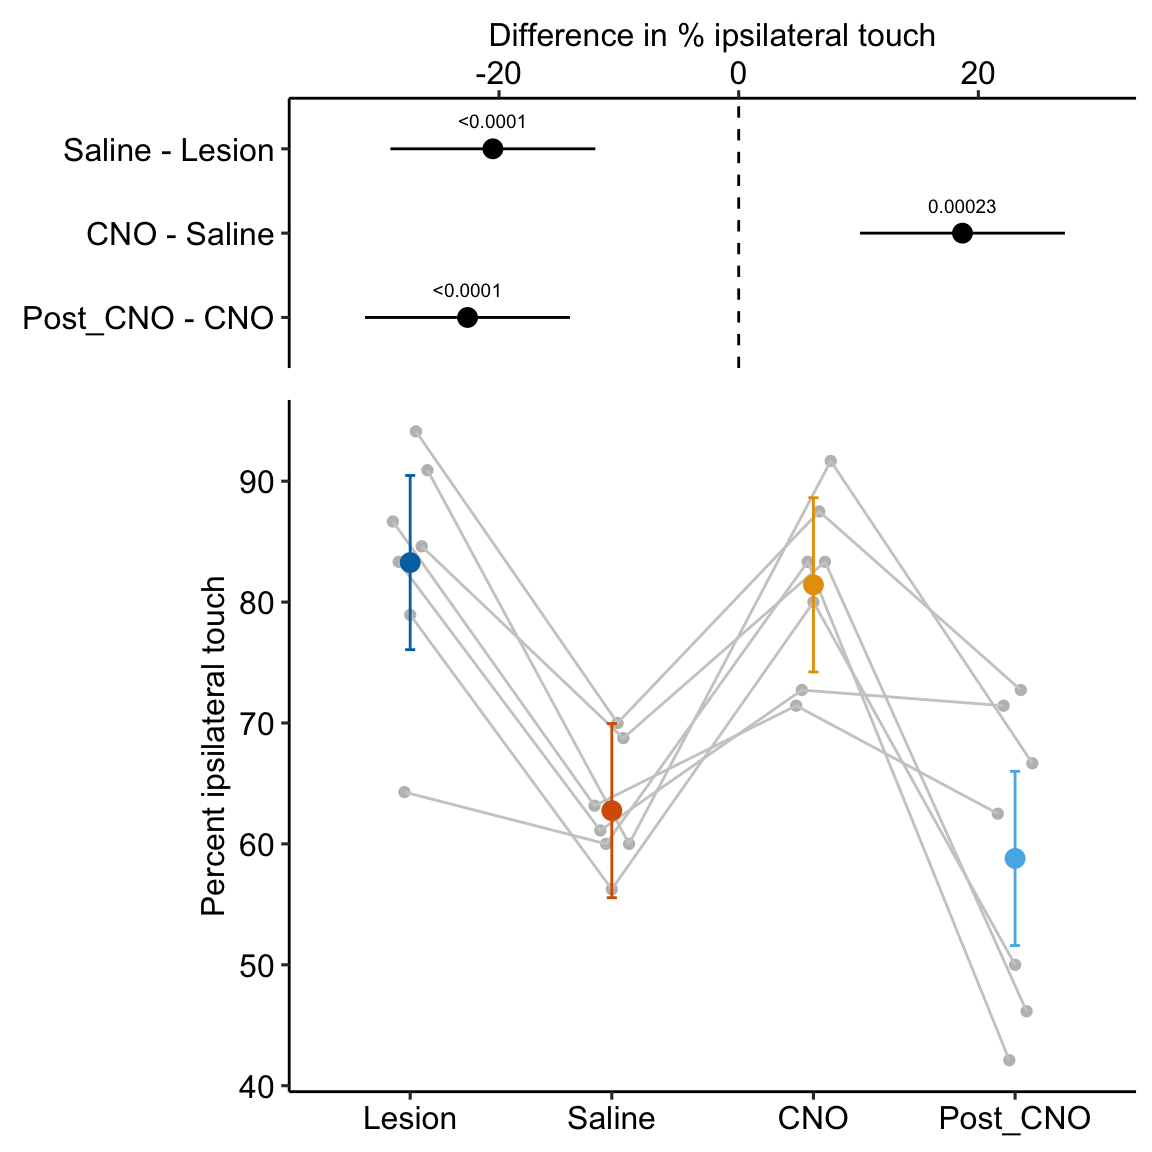 Difference in % ipsilateral touch
-20 0 20
<0.0001
Saline - Lesion
0.00023
CNO - Saline
<0.0001
Post_CNO - CNO
Percent ipsilateral touch
90
80
70
60
50
40
Lesion Saline CNO Post_CNO